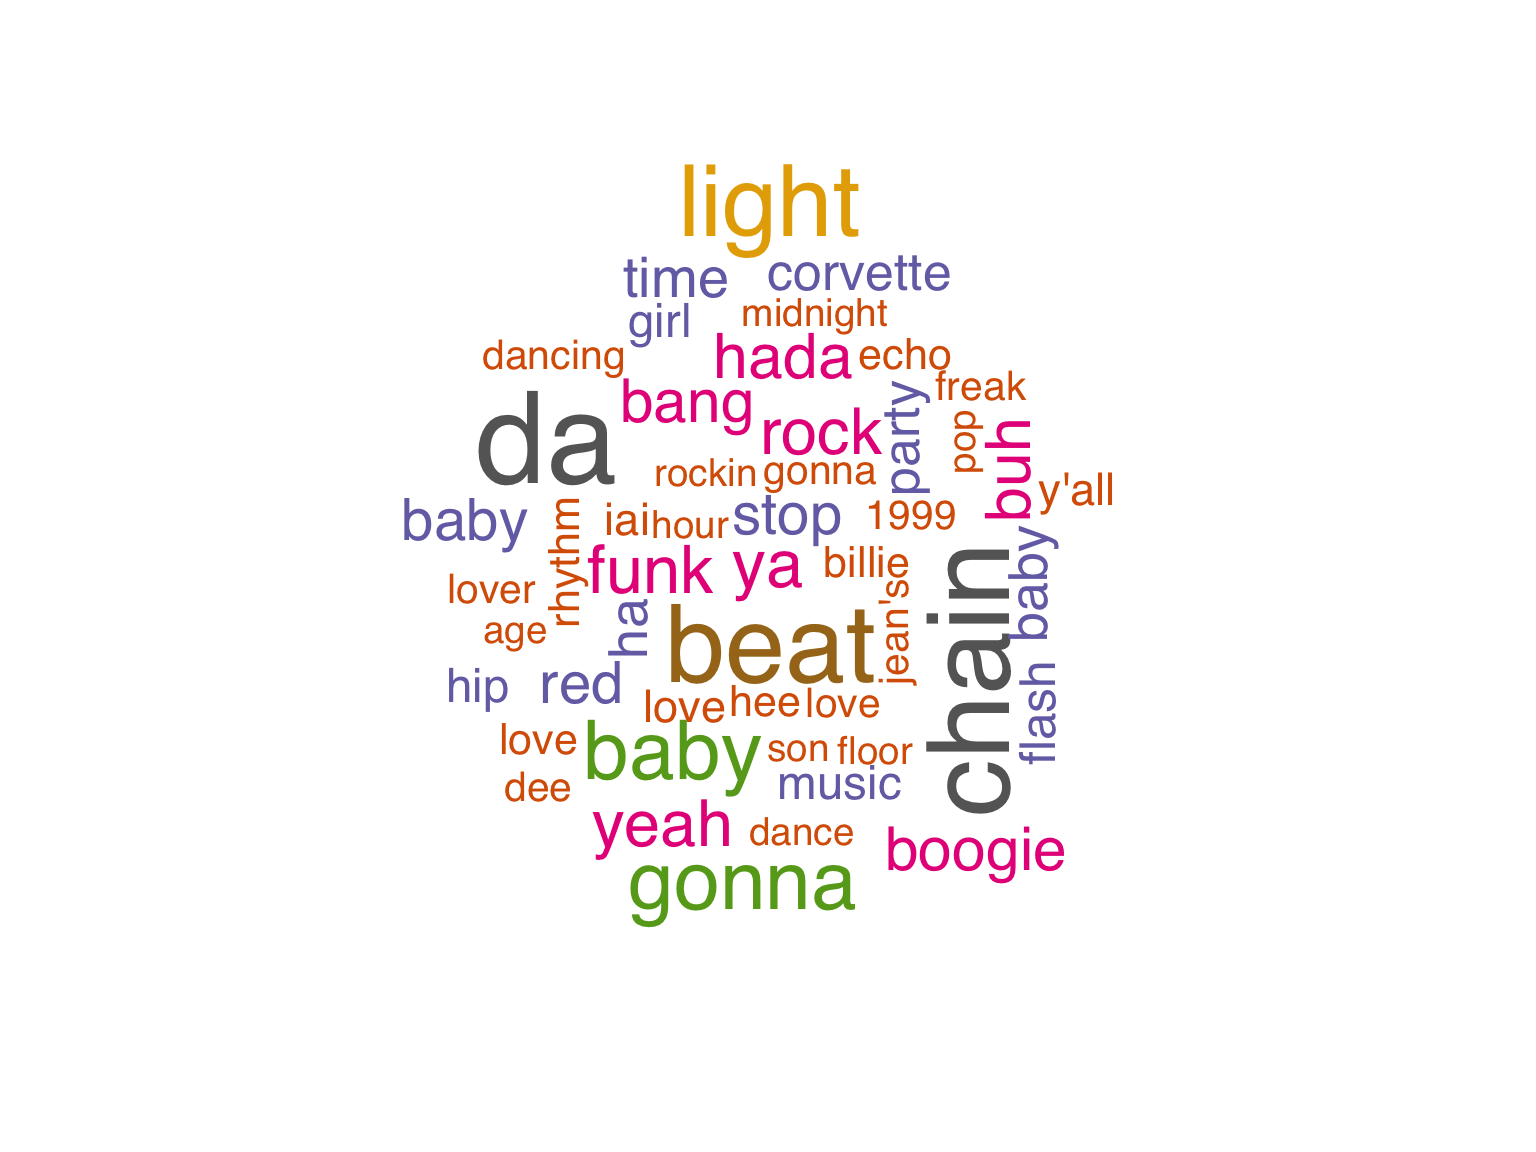 light
time corvette
girl midnight
dancing hada echo
bang freak
da rock party pop buh
rockin gonna y'all
baby rhythm iai hour stop 1999
funk ya billie baby
lover ha jean'se chain
age beat
hip red flash
love hee love
love baby son floor
dee music
yeah dance boogie
gonna